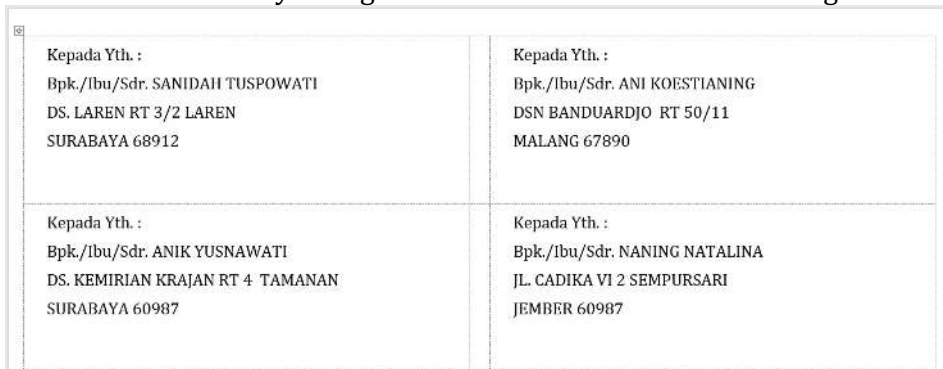 Kepada Yth. :
Bpk./Ibu/Sdr. SANIDAH TUSPOWATI
DS. LAREN RT 3/2 LAREN
SURABAYA 68912
Kepada Yth. :
Bpk./Ibu/Sdr. ANI KOESTIANING
DSN BANDUARDJO  RT 50/11
MALANG 67890
Kepada Yth. :
Bpk./Ibu/Sdr. ANIK YUSNAWATI
DS. KEMIRIAN KRAJAN RT 4  TAMANAN
SURABAYA 60987
Kepada Yth. :
Bpk./Ibu/Sdr. NANING NATALINA
JL. CADIKA VI 2 SEMPURSARI
JEMBER 60987